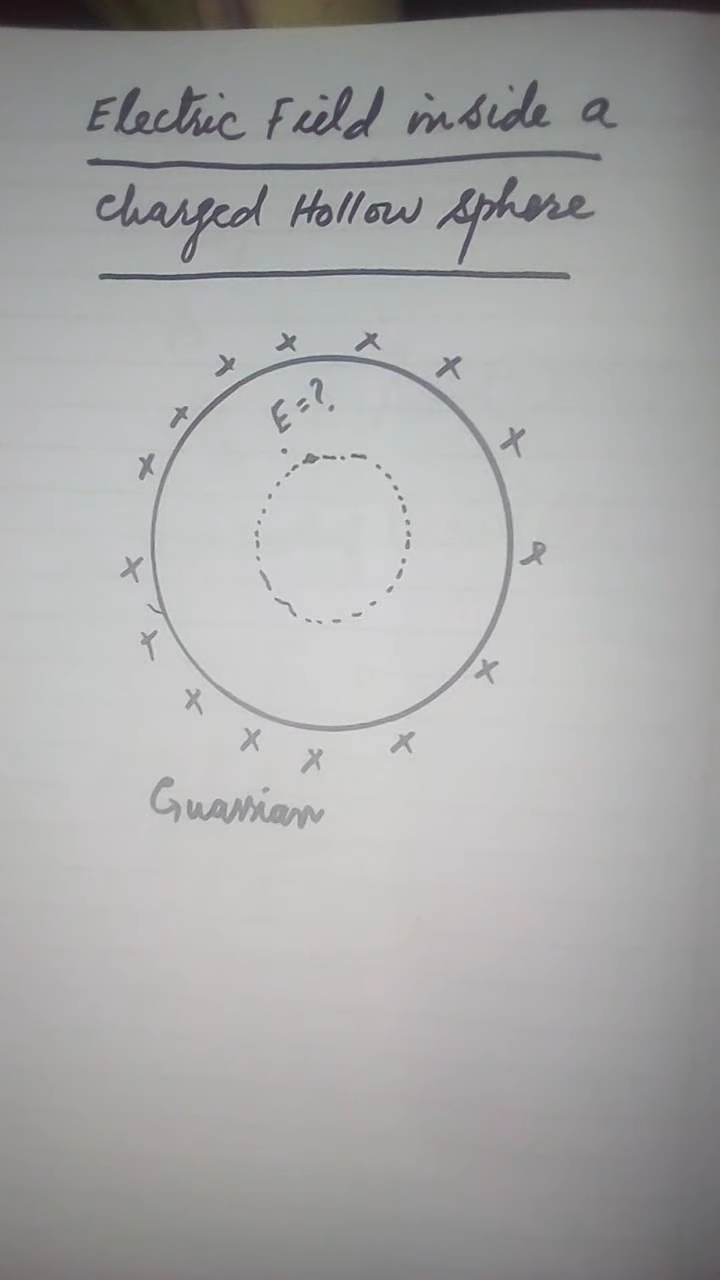 Electric Field inside a
charged Hollow sphere
x x x x x x x x x x x x x x x x x
E=?
Guassian